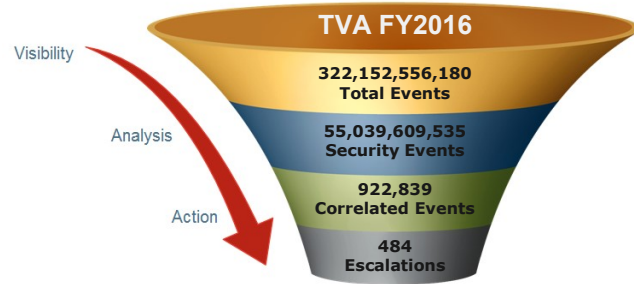 TVA FY2016
Visibility
322,152,556,180
Total Events
Analysis
55,039,609,535
Security Events
922,839
Correlated Events
Action
484
Escalations